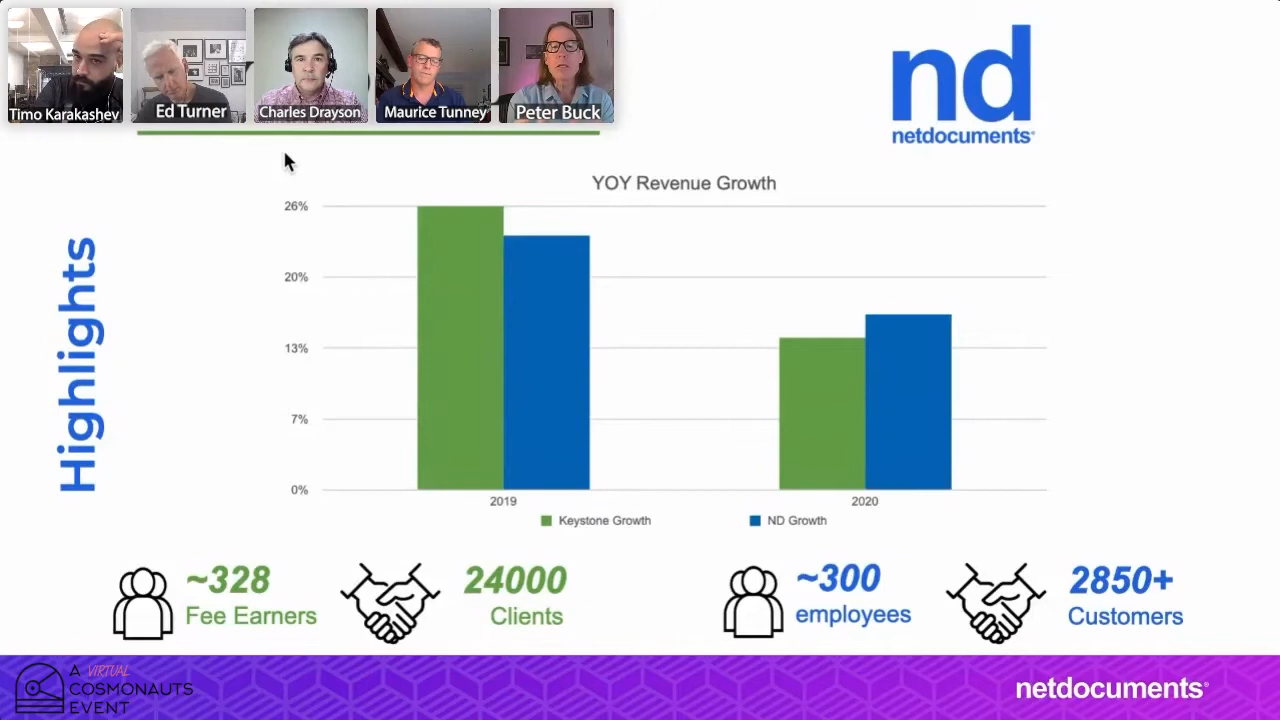 Timo Karakashev
Ed Turner
Charles Drayson
Maurice Tunney
Peter Buck
nd
netdocuments®
Highlights
YOY Revenue Growth
26%
20%
13%
7%
0%
2019
2020
Keystone Growth
ND Growth
~328
Fee Earners
24000
Clients
~300
employees
2850+
Customers
A VIRTUAL
COSMONAUTS
EVENT
netdocuments®